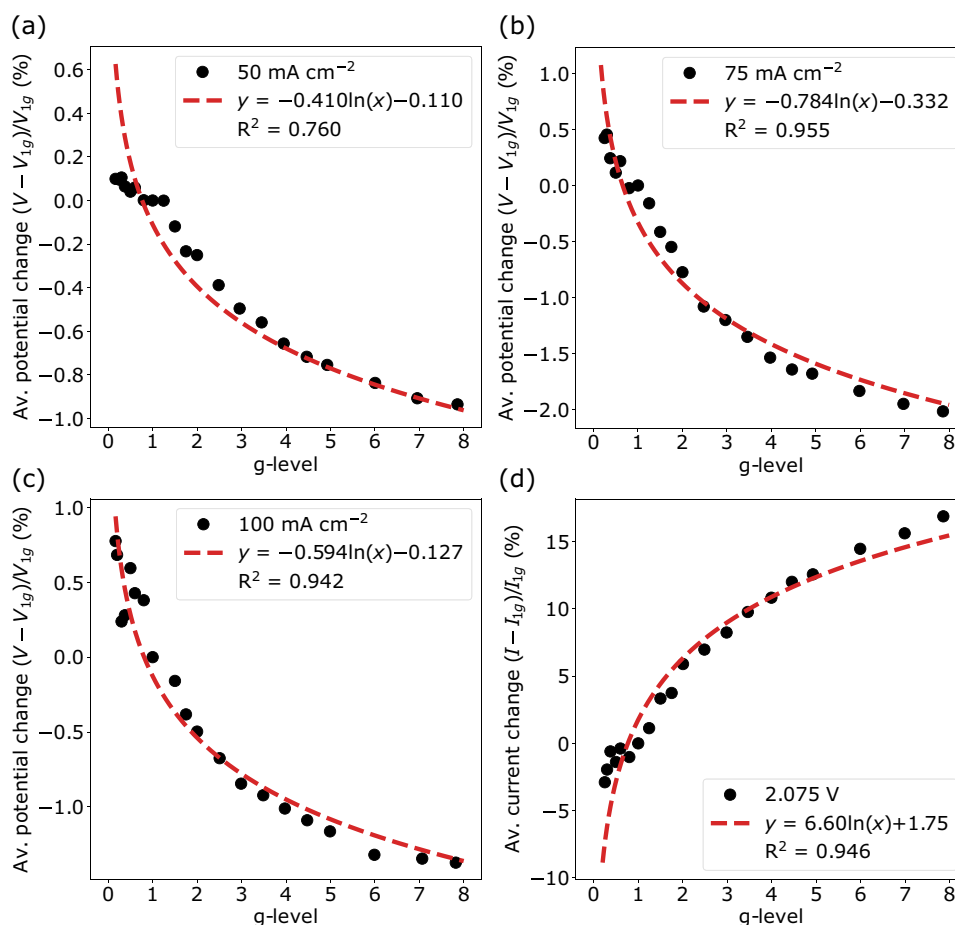 (a)
Av. potential change (V − V₁g)/V₁g (%)
0.6
0.4
0.2
0.0
−0.2
−0.4
−0.6
−0.8
−1.0
50 mA cm⁻²
y = −0.410ln(x)−0.110
R² = 0.760
0 1 2 3 4 5 6 7 8
g-level
(b)
Av. potential change (V − V₁g)/V₁g (%)
1.0
0.5
0.0
−0.5
−1.0
−1.5
−2.0
75 mA cm⁻²
y = −0.784ln(x)−0.332
R² = 0.955
0 1 2 3 4 5 6 7 8
g-level
(c)
Av. potential change (V − V₁g)/V₁g (%)
1.0
0.5
0.0
−0.5
−1.0
100 mA cm⁻²
y = −0.594ln(x)−0.127
R² = 0.942
0 1 2 3 4 5 6 7 8
g-level
(d)
Av. current change (I − I₁g)/I₁g (%)
15
10
5
0
−5
−10
2.075 V
y = 6.60ln(x)+1.75
R² = 0.946
0 1 2 3 4 5 6 7 8
g-level